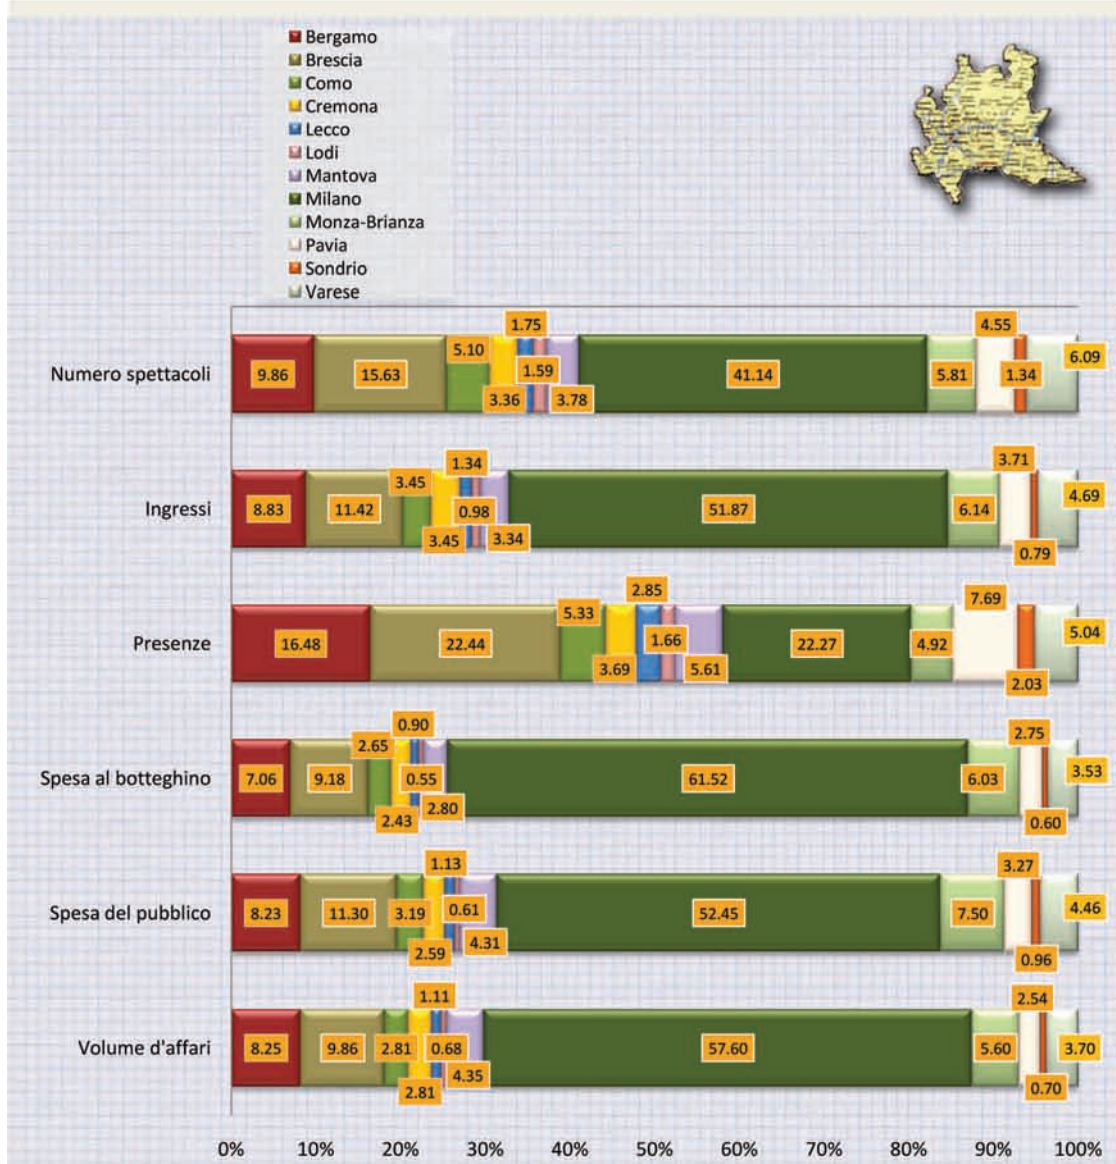 Bergamo
Brescia
Como
Cremona
Lecco
Lodi
Mantova
Milano
Monza-Brianza
Pavia
Sondrio
Varese
1.75 4.55
5.10 6.09
Numero spettacoli 9.86 15.63 1.59 41.14 5.81 1.34
3.36 3.78
1.34 3.71
3.45 4.69
Ingressi 8.83 11.42 0.98 51.87 6.14
3.45 3.34 0.79
2.85 7.69
5.33 5.04
Presenze 16.48 22.44 1.66 22.27 4.92
3.69 5.61 2.03
0.90 2.75
2.65 3.53
Spesa al botteghino 7.06 9.18 0.55 61.52 6.03
2.43 2.80 0.60
1.13 3.27
Spesa del pubblico 8.23 11.30 3.19 0.61 52.45 7.50 4.46
2.59 4.31 0.96
1.11 2.54
Volume d'affari 8.25 9.86 2.81 0.68 57.60 5.60 3.70
2.81 4.35 0.70
0% 10% 20% 30% 40% 50% 60% 70% 80% 90% 100%